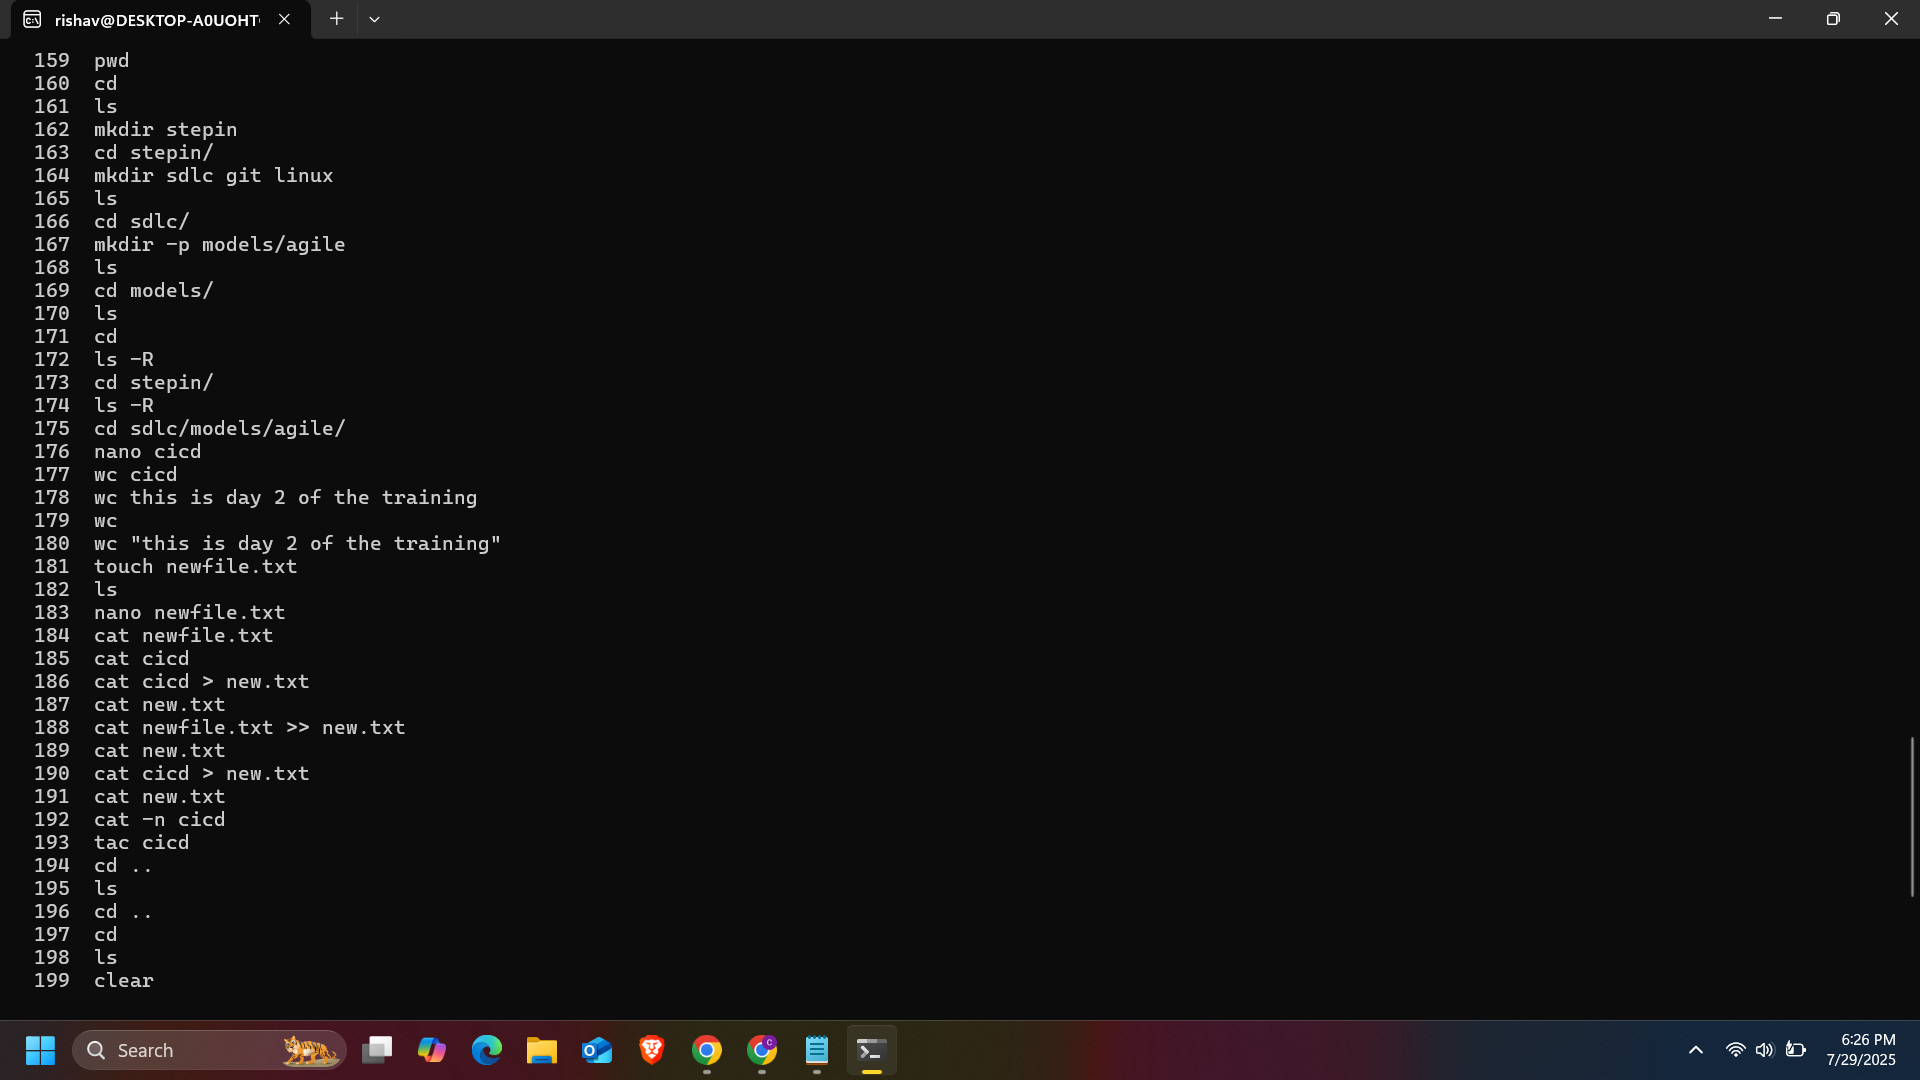 rishav@DESKTOP-A0UOHT
159 pwd
160 cd
161 ls
162 mkdir stepin
163 cd stepin/
164 mkdir sdlc git linux
165 ls
166 cd sdlc/
167 mkdir -p models/agile
168 ls
169 cd models/
170 ls
171 cd
172 ls -R
173 cd stepin/
174 ls -R
175 cd sdlc/models/agile/
176 nano cicd
177 wc cicd
178 wc this is day 2 of the training
179 wc
180 wc "this is day 2 of the training"
181 touch newfile.txt
182 ls
183 nano newfile.txt
184 cat newfile.txt
185 cat cicd
186 cat cicd > new.txt
187 cat new.txt
188 cat newfile.txt >> new.txt
189 cat new.txt
190 cat cicd > new.txt
191 cat new.txt
192 cat -n cicd
193 tac cicd
194 cd ..
195 ls
196 cd ..
197 cd
198 ls
199 clear
Search
6:26 PM
7/29/2025